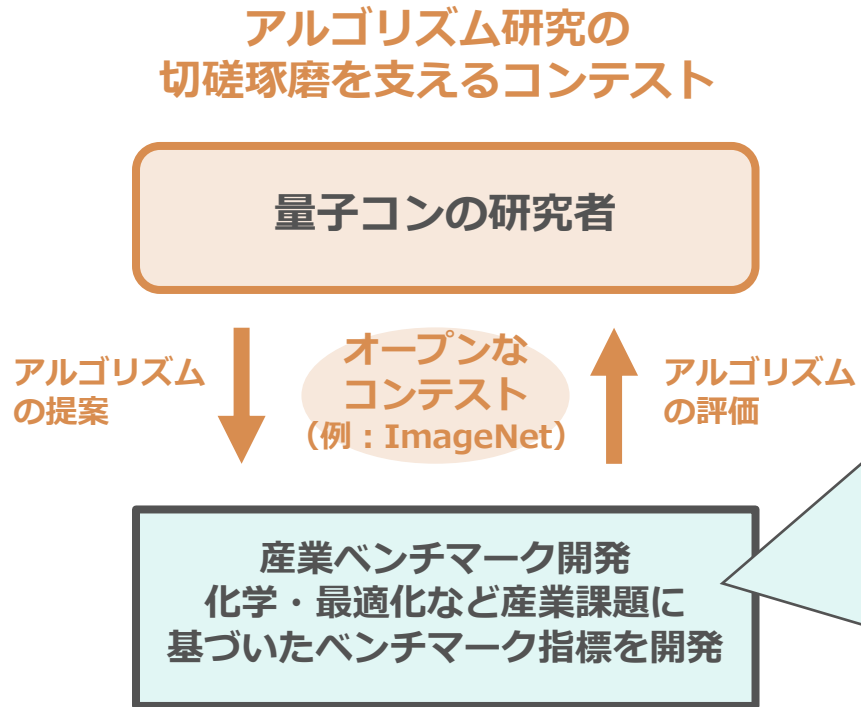 アルゴリズム研究の
切磋琢磨を支えるコンテスト
量子コンの研究者
アルゴリズム
の提案
オープンな
コンテスト
（例：ImageNet）
アルゴリズム
の評価
産業ベンチマーク開発
化学・最適化など産業課題に
基づいたベンチマーク指標を開発